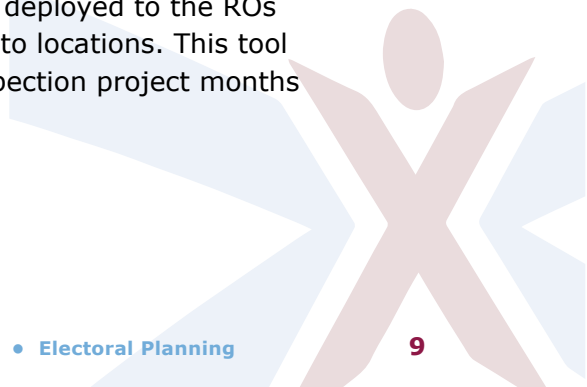 deployed to the ROs
to locations. This tool
pection project months
• Electoral Planning 9